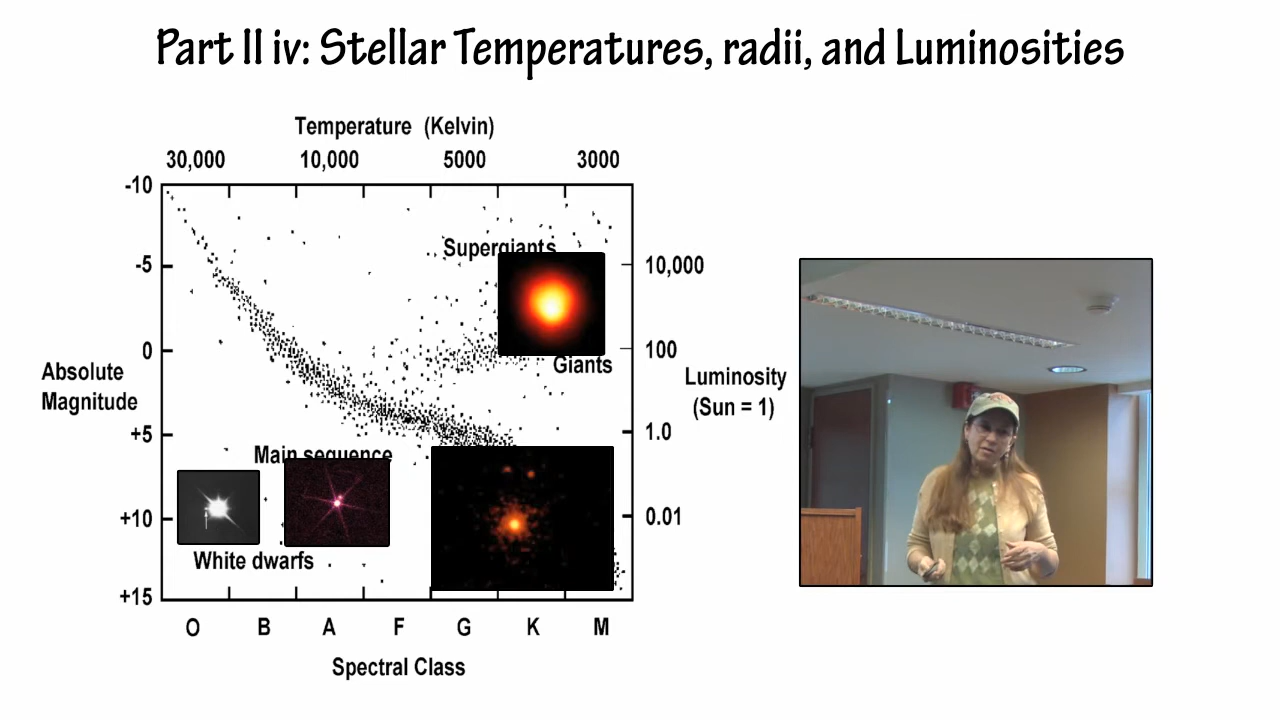 Part II iv: Stellar Temperatures, radii, and Luminosities
Temperature (Kelvin)
30,000 10,000 5000 3000
-10
-5
0
+5
+10
+15
Absolute
Magnitude
Supergiants
Giants
Main sequence
White dwarfs
10,000
100
1.0
0.01
Luminosity
(Sun = 1)
O B A F G K M
Spectral Class